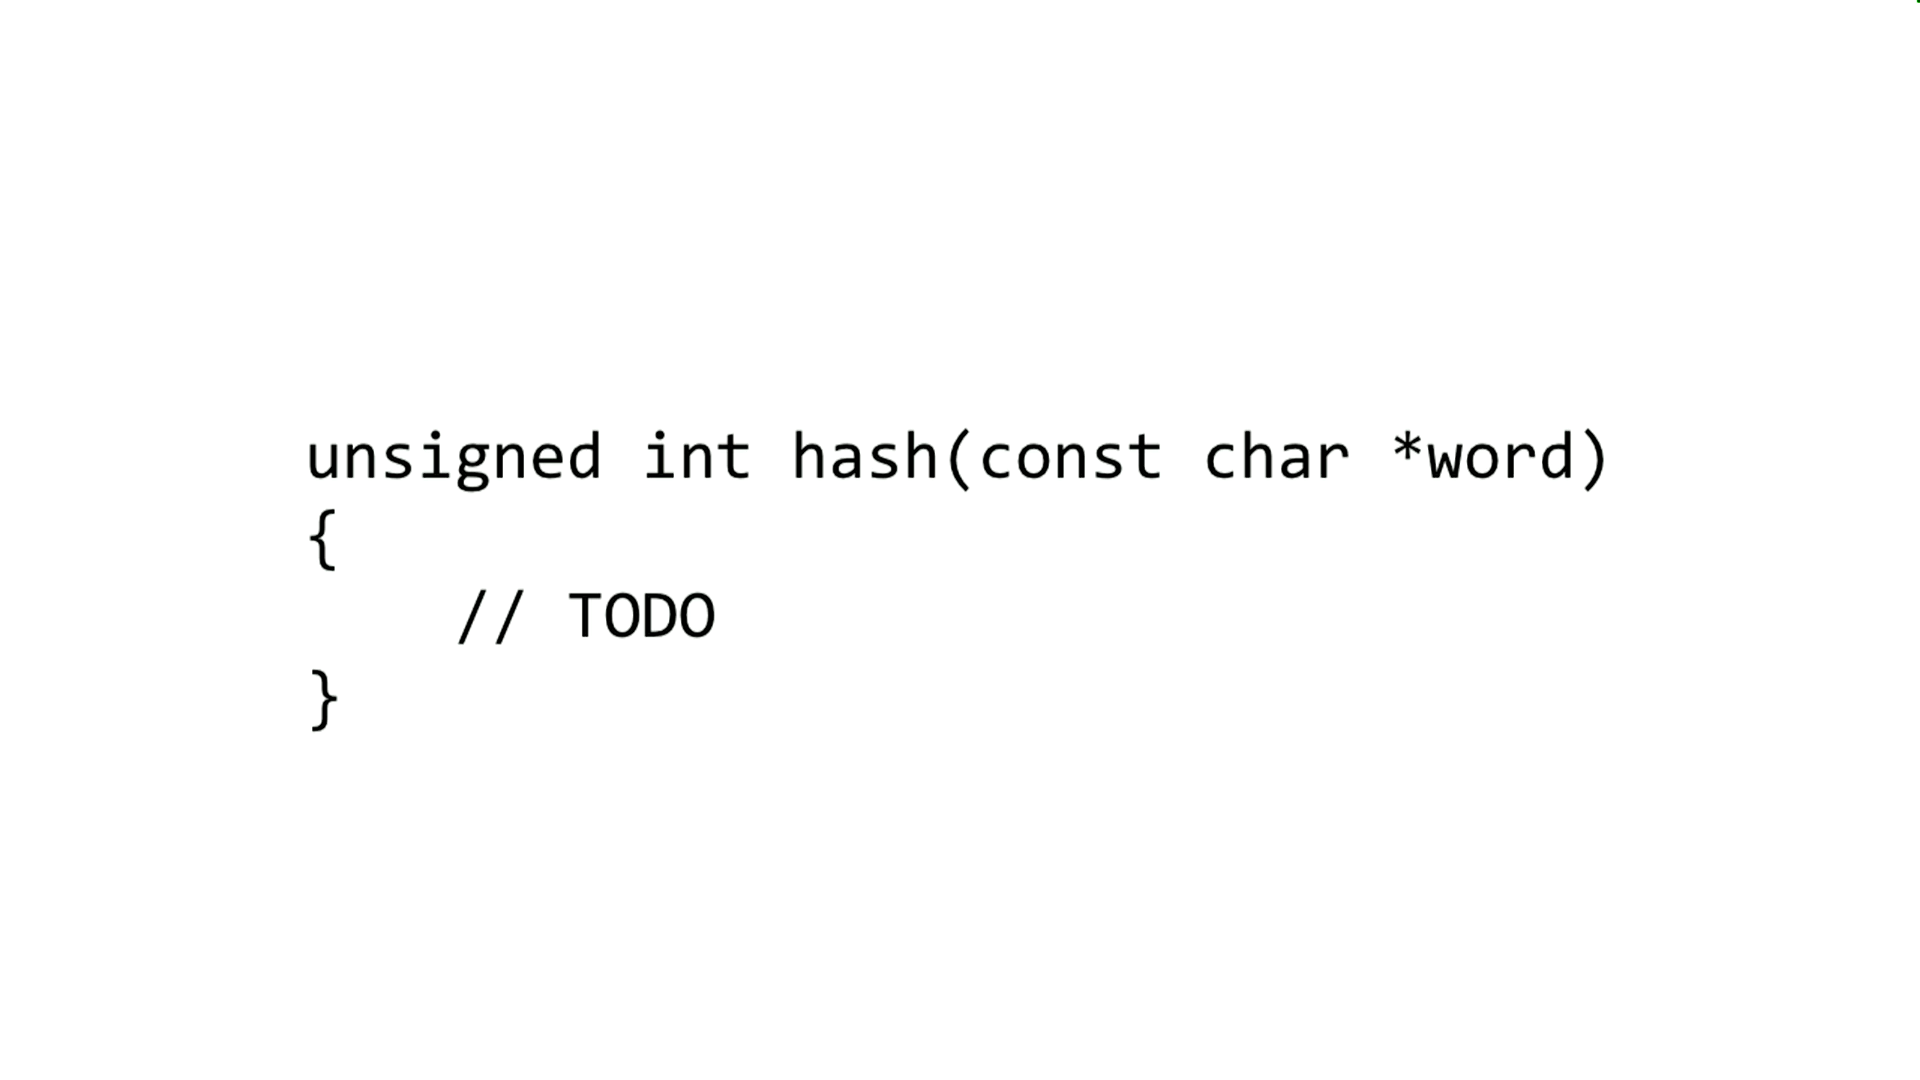 unsigned int hash(const char *word)
{
    // TODO
}